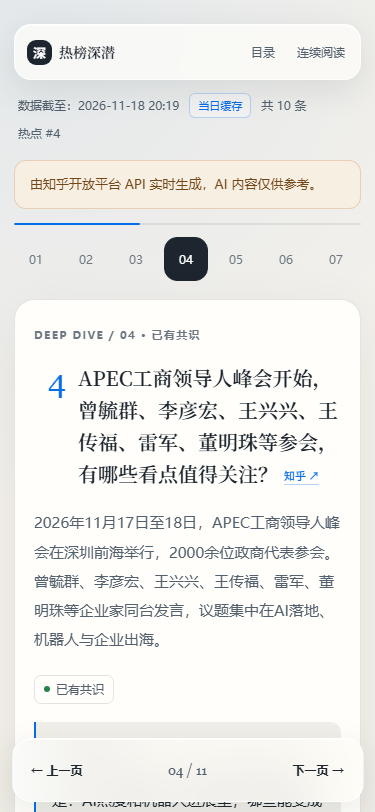 深 热榜深潜 目录 连续阅读
数据截至：2026-11-18 20:19 当日缓存 共 10 条
热点 #4
由知乎开放平台 API 实时生成，AI 内容仅供参考。
01 02 03 04 05 06 07
DEEP DIVE / 04 • 已有共识
4 APEC工商领导人峰会开始，
曾毓群、李彦宏、王兴兴、王
传福、雷军、董明珠等参会，
有哪些看点值得关注？ 知乎 ↗
2026年11月17日至18日，APEC工商领导人峰
会在深圳前海举行，2000余位政商代表参会。
曾毓群、李彦宏、王兴兴、王传福、雷军、董
明珠等企业家同台发言，议题集中在AI落地、
机器人与企业出海。
已有共识
← 上一页 04 / 11 下一页 →